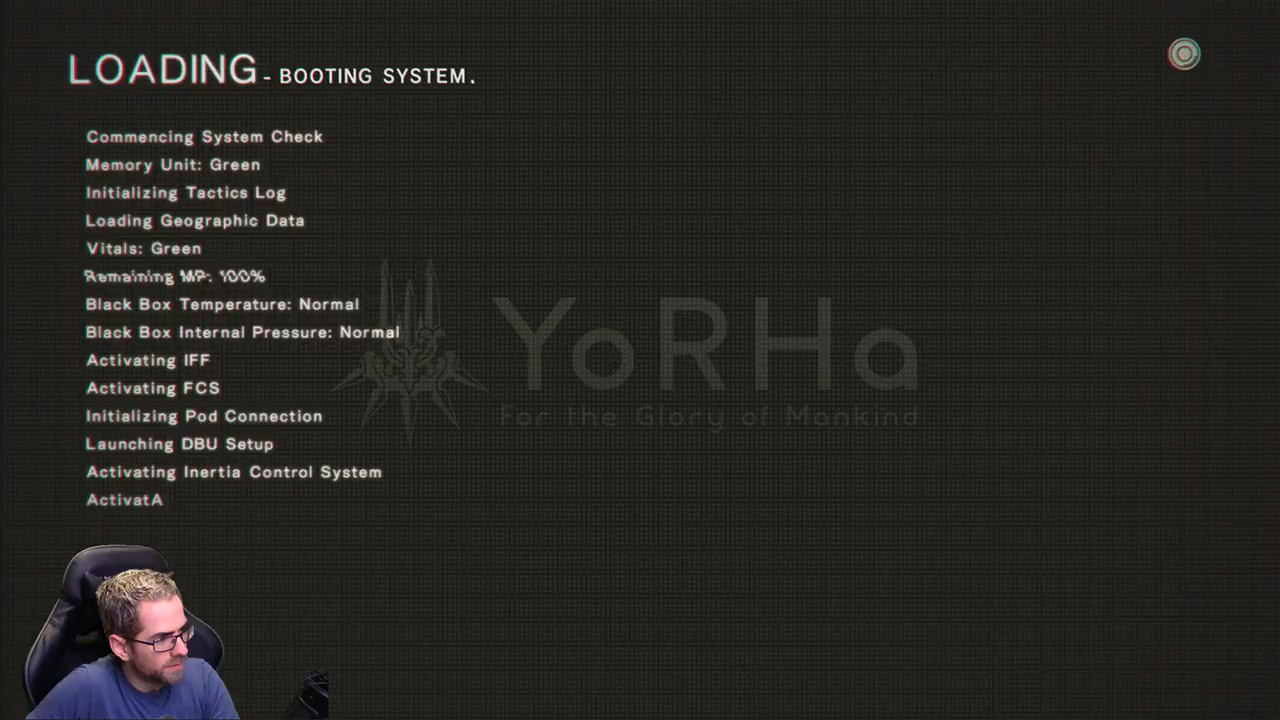 LOADING - BOOTING SYSTEM.
Commencing System Check
Memory Unit: Green
Initializing Tactics Log
Loading Geographic Data
Vitals: Green
Remaining MP: 100%
Black Box Temperature: Normal
Black Box Internal Pressure: Normal
Activating IFF
Activating FCS
Initializing Pod Connection
Launching DBU Setup
Activating Inertia Control System
ActivatA
YoRHa
For the Glory of Mankind